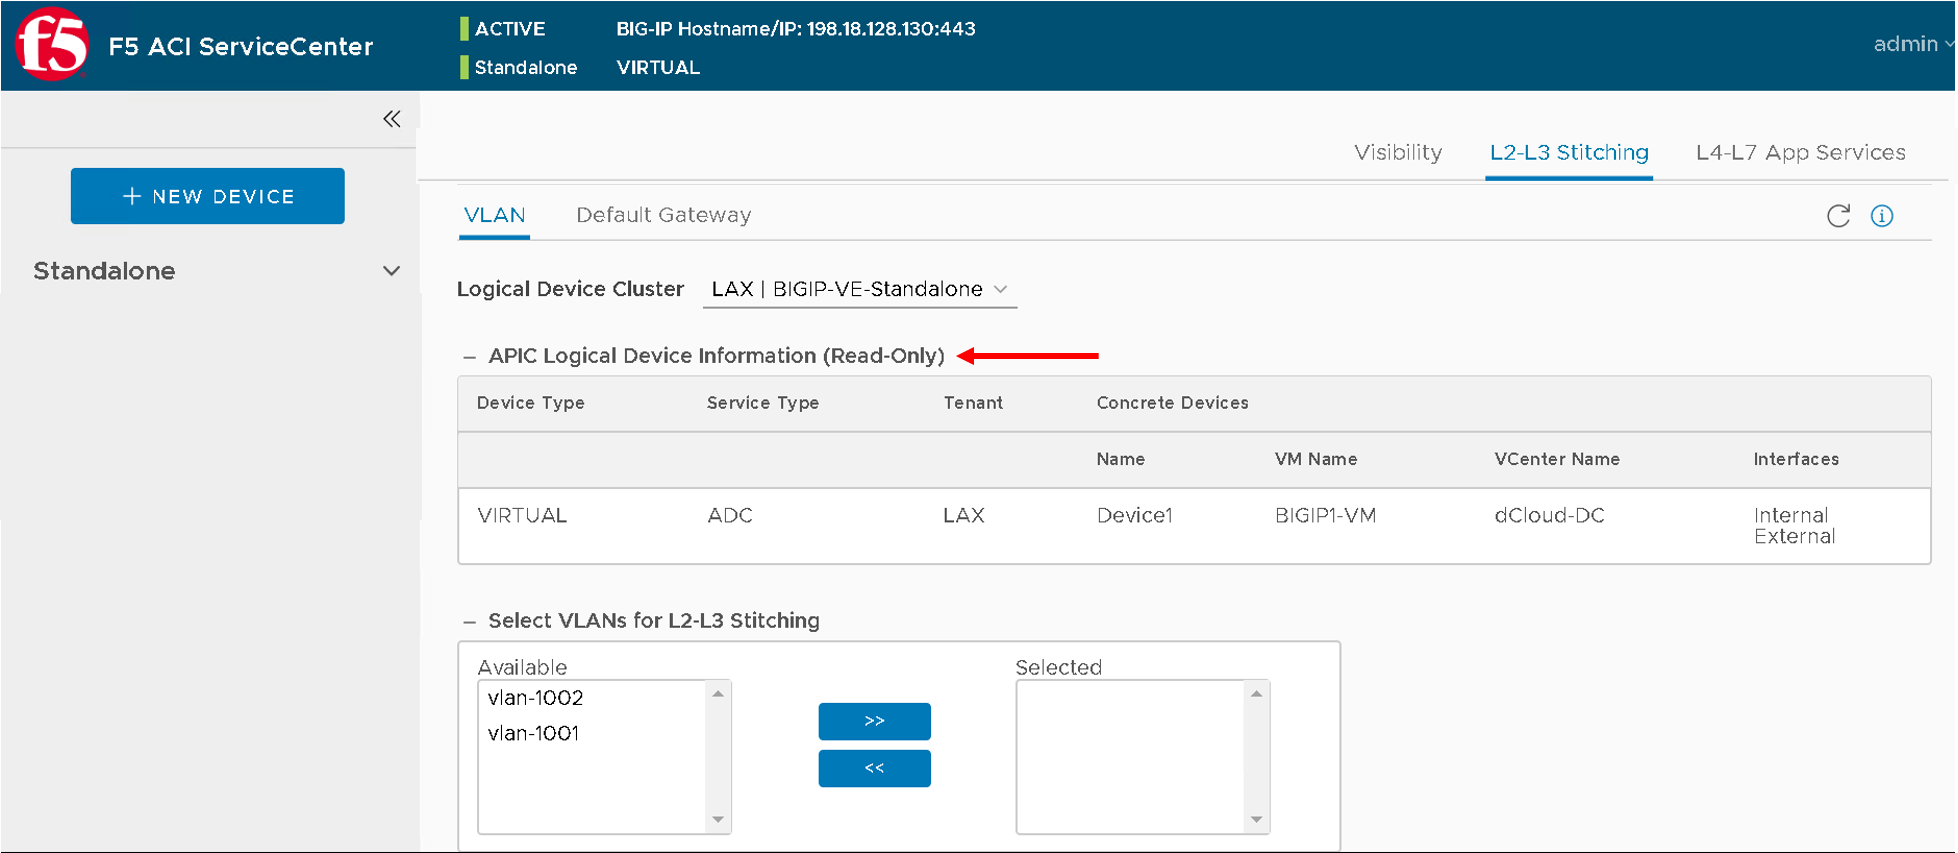 f5 F5 ACI ServiceCenter
ACTIVE BIG-IP Hostname/IP: 198.18.128.130:443
Standalone VIRTUAL
admin
+ NEW DEVICE
Standalone
Visibility L2-L3 Stitching L4-L7 App Services
VLAN Default Gateway
Logical Device Cluster LAX | BIGIP-VE-Standalone
– APIC Logical Device Information (Read-Only)
Device Type Service Type Tenant Concrete Devices
Name VM Name VCenter Name Interfaces
VIRTUAL ADC LAX Device1 BIGIP1-VM dCloud-DC Internal
External
– Select VLANs for L2-L3 Stitching
Available Selected
vlan-1002
vlan-1001
>>
<<